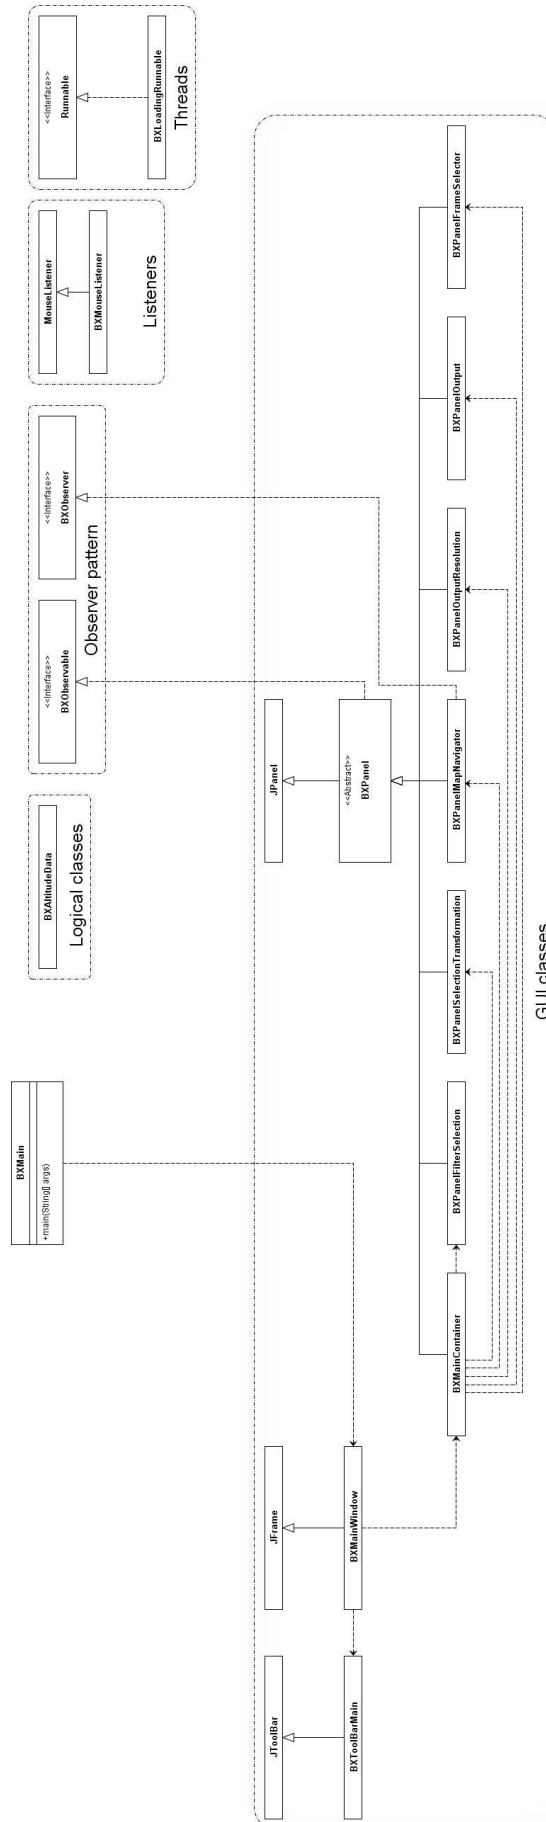 BXMain
+main(String[] args)
BXAltitudeData
Logical classes
<<Interface>>
BXObservable
<<Interface>>
BXObserver
Observer pattern
MouseListener
BXMouseListener
Listeners
<<Interface>>
Runnable
BXLoadingRunnable
Threads
JToolBar
JFrame
JPanel
BXToolBarMain
BXMainWindow
<<Abstract>>
BXPanel
BXMainContainer
BXPanelFilterSelection
BXPanelSelectionTransformation
BXPanelMapNavigator
BXPanelOutputResolution
BXPanelOutput
BXPanelFrameSelector
GUI classes